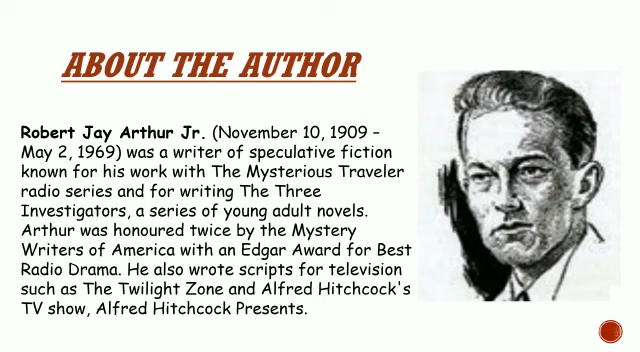 ABOUT THE AUTHOR
Robert Jay Arthur Jr. (November 10, 1909 –
May 2, 1969) was a writer of speculative fiction
known for his work with The Mysterious Traveler
radio series and for writing The Three
Investigators, a series of young adult novels.
Arthur was honoured twice by the Mystery
Writers of America with an Edgar Award for Best
Radio Drama. He also wrote scripts for television
such as The Twilight Zone and Alfred Hitchcock's
TV show, Alfred Hitchcock Presents.